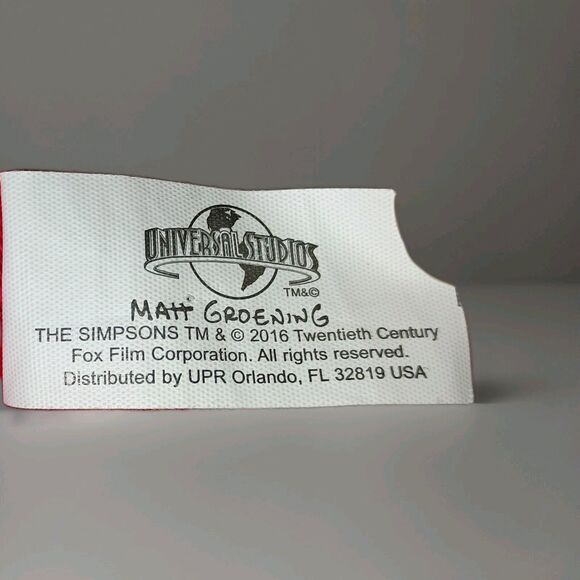 UNIVERSAL STUDIOS
TM&©
MATT GROENING
THE SIMPSONS TM & © 2016 Twentieth Century
Fox Film Corporation. All rights reserved.
Distributed by UPR Orlando, FL 32819 USA